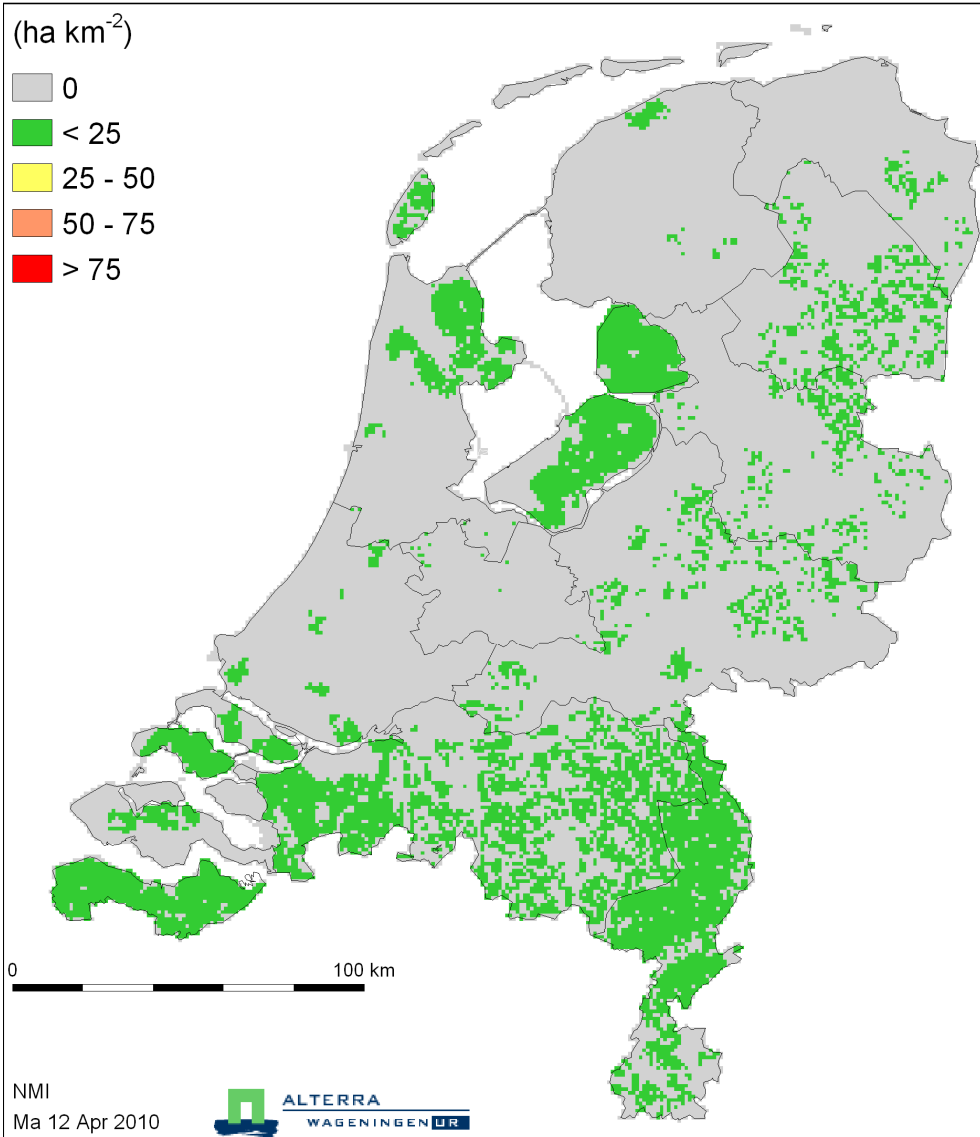 (ha km-2)
0
< 25
25 - 50
50 - 75
> 75
0 100 km
NMI
Ma 12 Apr 2010
ALTERRA
WAGENINGEN UR